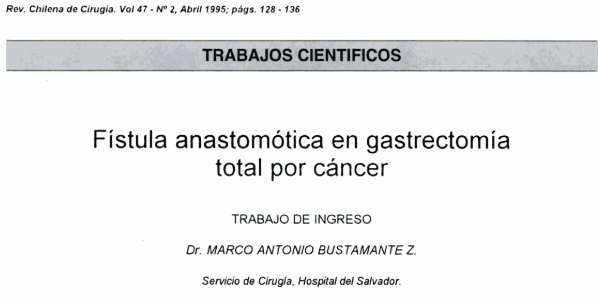 Rev. Chilena de Cirugía. Vol 47 - Nº 2, Abril 1995; págs. 128 - 136
TRABAJOS CIENTIFICOS
Fístula anastomótica en gastrectomía
total por cáncer
TRABAJO DE INGRESO
Dr. MARCO ANTONIO BUSTAMANTE Z.
Servicio de Cirugía, Hospital del Salvador.